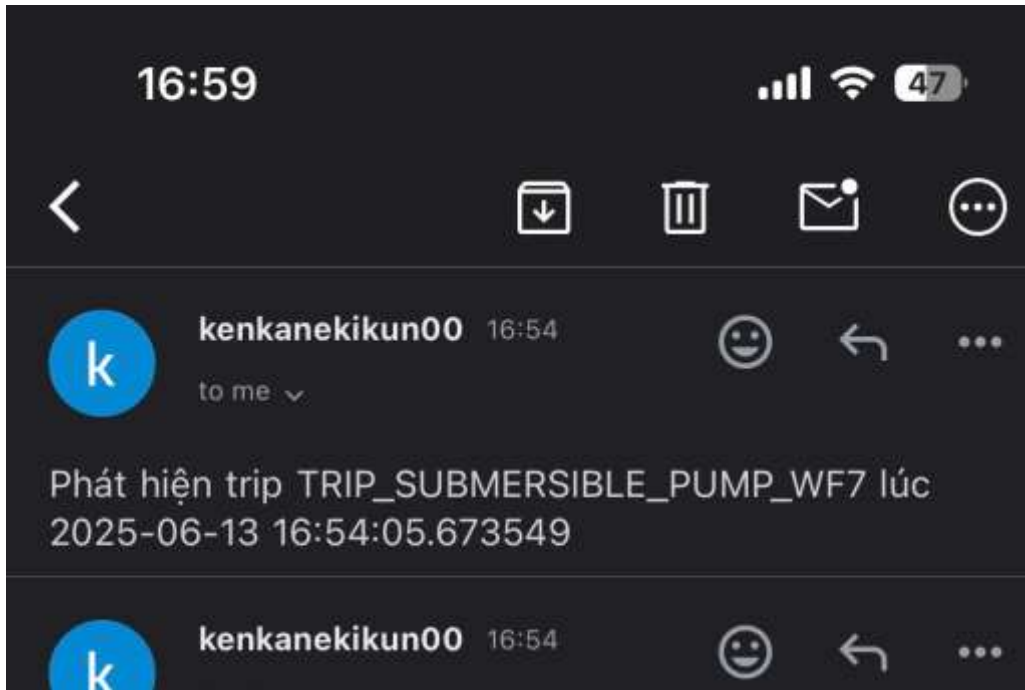 16:59
47
kenkanekikun00 16:54
k
to me
Phát hiện trip TRIP_SUBMERSIBLE_PUMP_WF7 lúc
2025-06-13 16:54:05.673549
kenkanekikun00 16:54
k